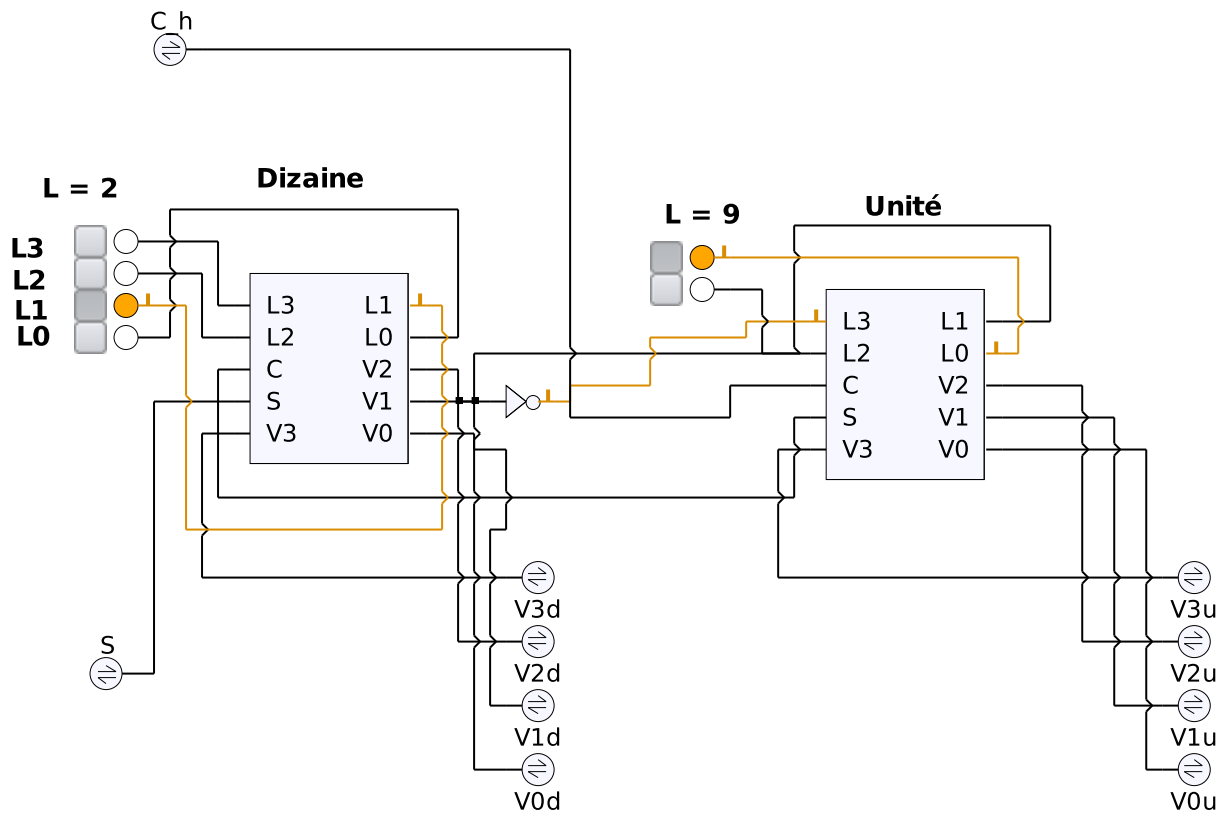 C_h
Dizaine
L = 2
L = 9
Unité
L3
L2
L1
L0
L3 L1
L2 L0
C V2
S V1
V3 V0
L3 L1
L2 L0
C V2
S V1
V3 V0
S
V3d
V2d
V1d
V0d
V3u
V2u
V1u
V0u